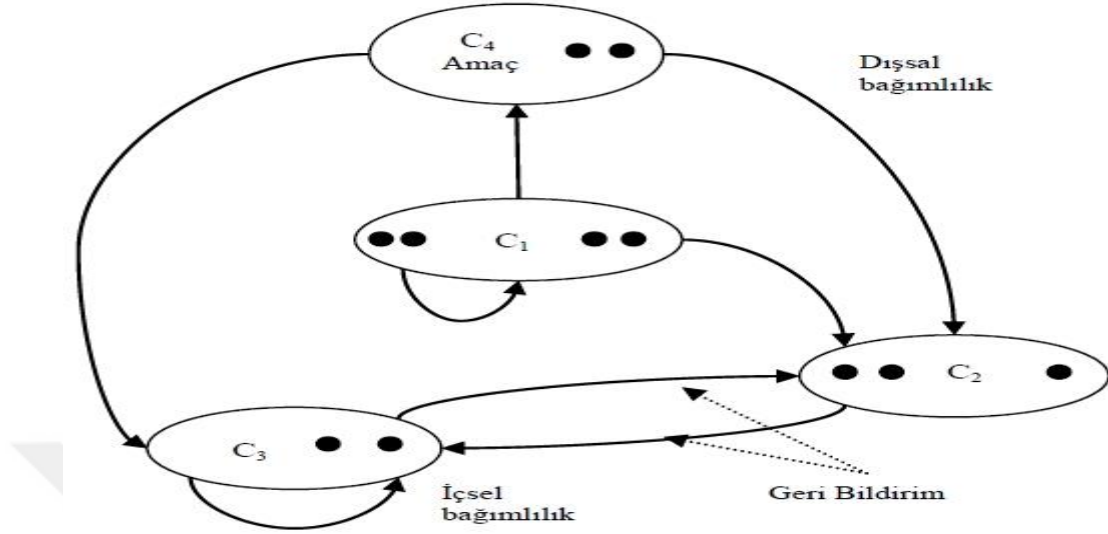 C₄
Amaç
Dışsal
bağımlılık
C₁
C₂
C₃
İçsel
bağımlılık
Geri Bildirim